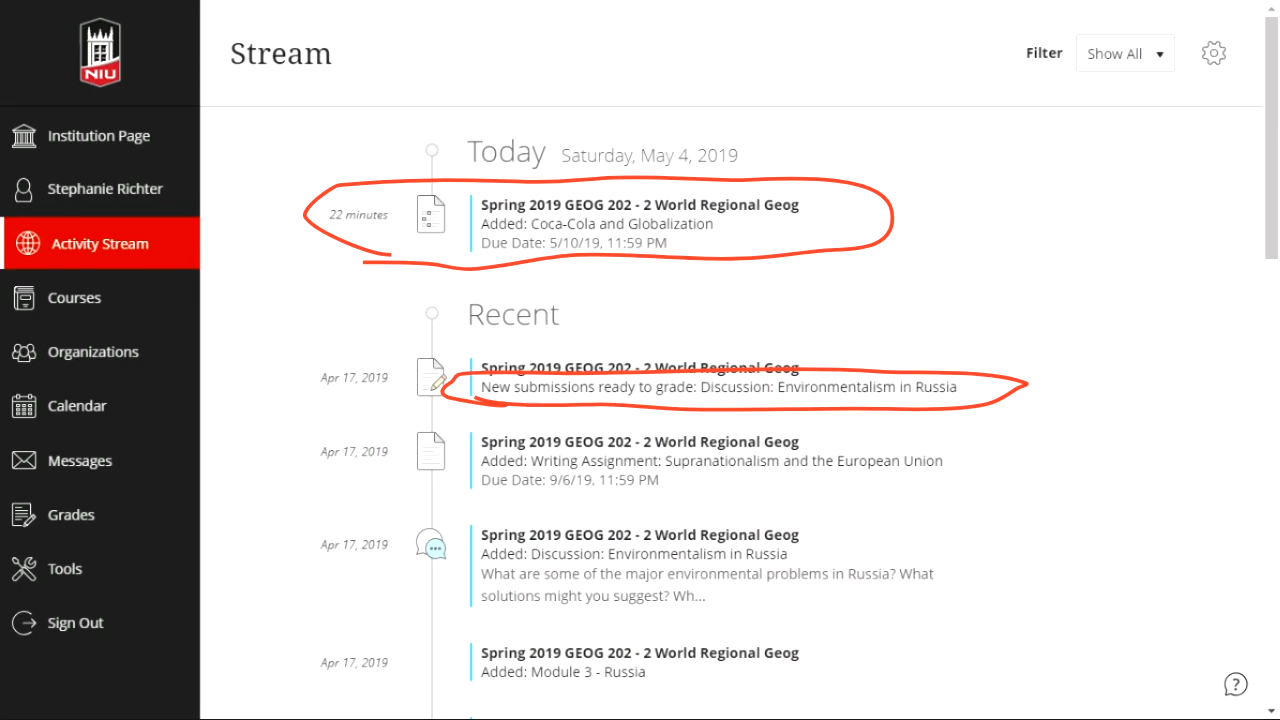 NIU
Stream
Filter
Show All
Institution Page
Stephanie Richter
Activity Stream
Courses
Organizations
Calendar
Messages
Grades
Tools
Sign Out
Today Saturday, May 4, 2019
22 minutes
Spring 2019 GEOG 202 - 2 World Regional Geog
Added: Coca-Cola and Globalization
Due Date: 5/10/19, 11:59 PM
Recent
Apr 17, 2019
Spring 2019 GEOG 202 - 2 World Regional Geog
New submissions ready to grade: Discussion: Environmentalism in Russia
Apr 17, 2019
Spring 2019 GEOG 202 - 2 World Regional Geog
Added: Writing Assignment: Supranationalism and the European Union
Due Date: 9/6/19, 11:59 PM
Apr 17, 2019
Spring 2019 GEOG 202 - 2 World Regional Geog
Added: Discussion: Environmentalism in Russia
What are some of the major environmental problems in Russia? What
solutions might you suggest? Wh...
Apr 17, 2019
Spring 2019 GEOG 202 - 2 World Regional Geog
Added: Module 3 - Russia
?